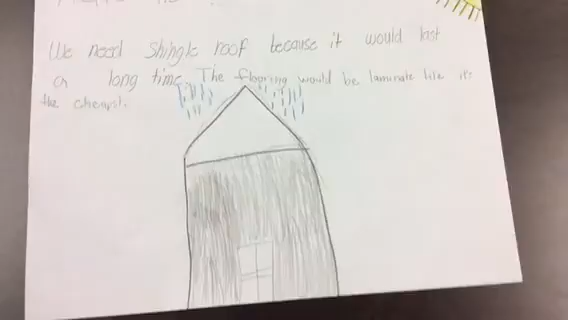 We need Shingle roof because it would last
or long time. The flooring would be laminate like it's
the cheapest.